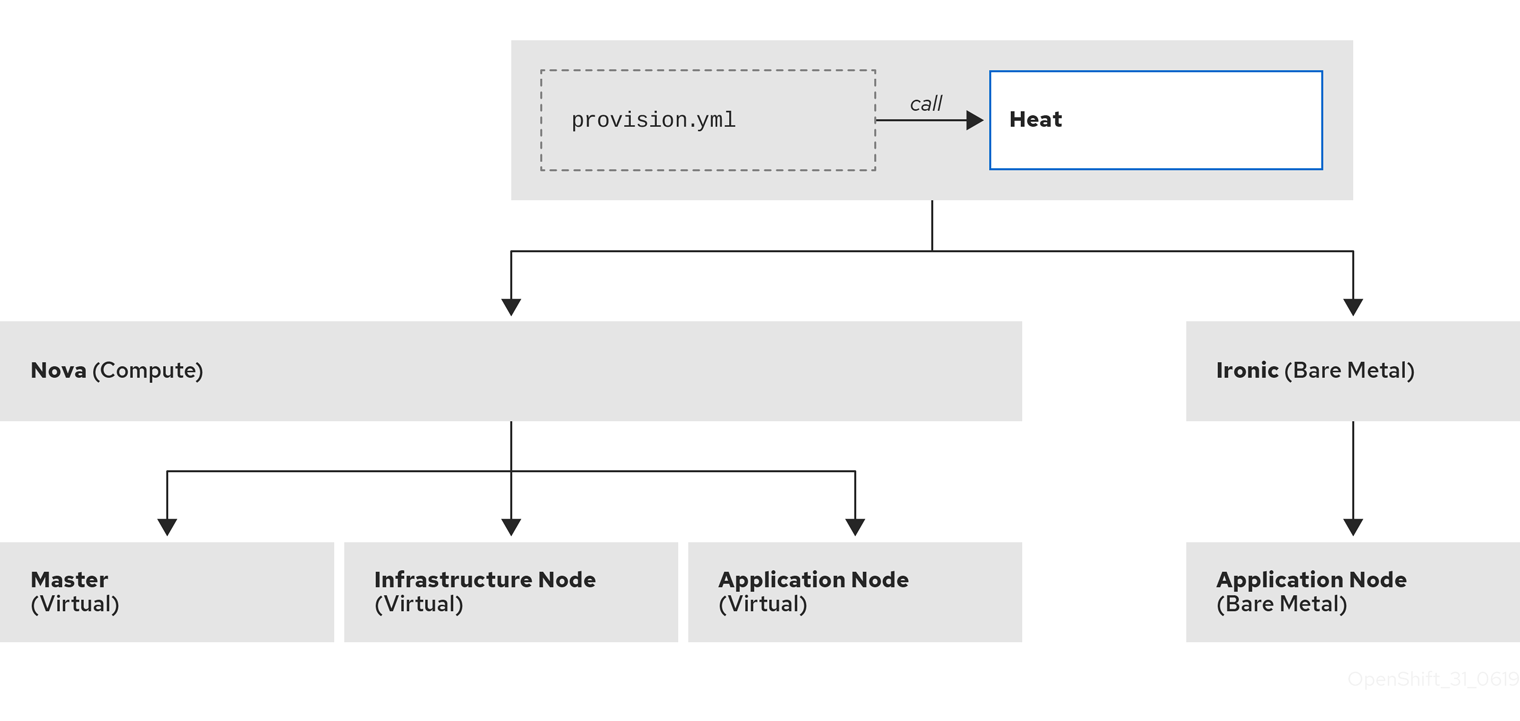 provision.yml
call
Heat
Nova (Compute)
Ironic (Bare Metal)
Master
(Virtual)
Infrastructure Node
(Virtual)
Application Node
(Virtual)
Application Node
(Bare Metal)
OpenShift_31_0619